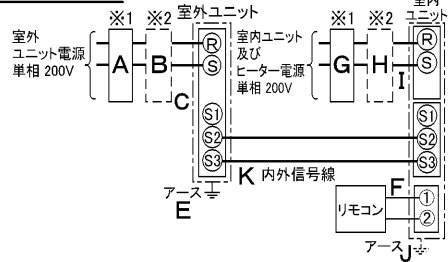 ※1 ※2 室外ユニット
室外
ユニット電源
単相 200V
A
B
R
S
C
S1
S2
S3
アース
E
※1 ※2
室内
ユニット
室内ユニット
及び
ヒーター電源
単相 200V
G
H
R
S
I
S1
S2
S3
K 内外信号線
F
リモコン
①
②
アース
J